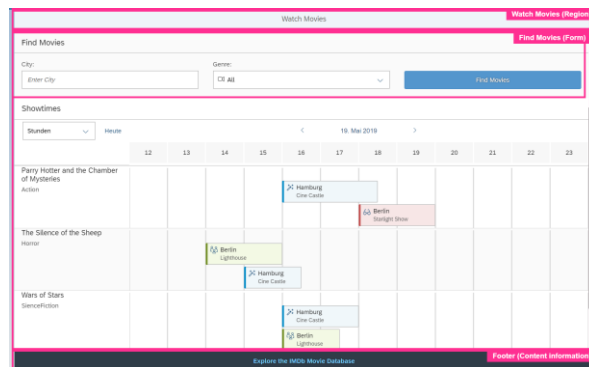 Watch Movies
Watch Movies (Region
Find Movies
Find Movies (Form)
City:
Genre:
Enter City
All
Find Movies
Showtimes
Stunden
Heute
19. Mai 2019
12 13 14 15 16 17 18 19 20 21 22 23
Parry Hotter and the Chamber
of Mysteries
Action
Hamburg
Cine Castle
Berlin
Starlight Show
The Silence of the Sheep
Horror
Berlin
Lighthouse
Hamburg
Cine Castle
Wars of Stars
SienceFiction
Hamburg
Cine Castle
Berlin
Lighthouse
Footer (Content Information
Explore the IMDb Movie Database